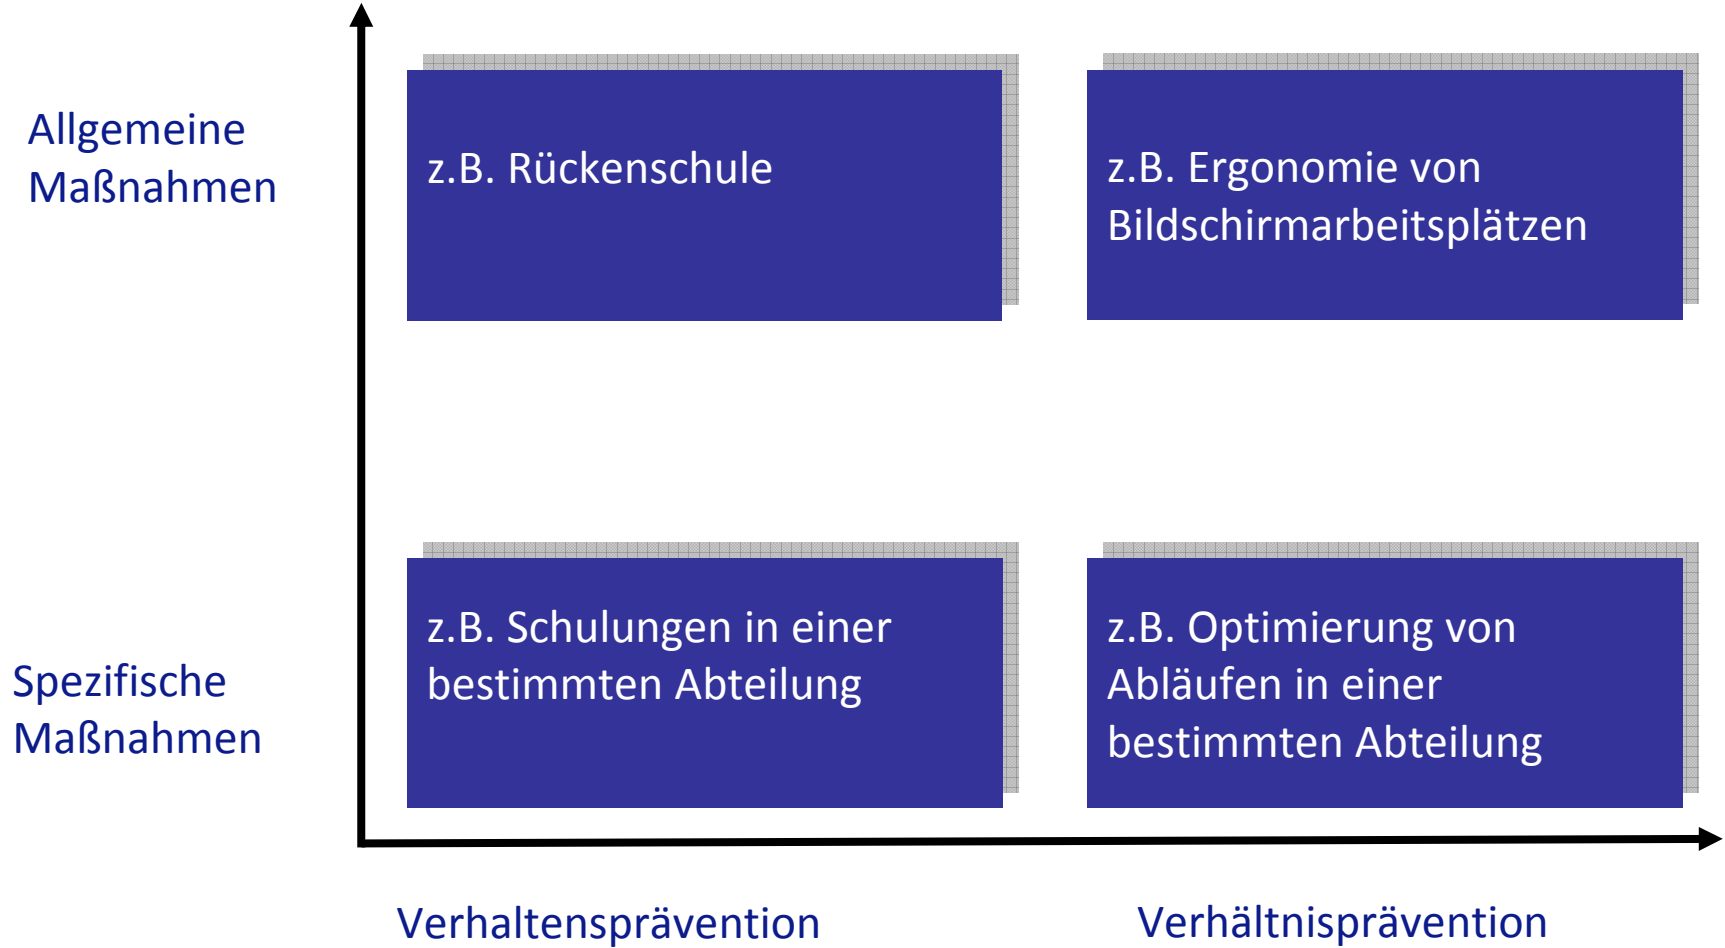 Allgemeine
Maßnahmen
z.B. Rückenschule
z.B. Ergonomie von
Bildschirmarbeitsplätzen
Spezifische
Maßnahmen
z.B. Schulungen in einer
bestimmten Abteilung
z.B. Optimierung von
Abläufen in einer
bestimmten Abteilung
Verhaltensprävention
Verhältnisprävention